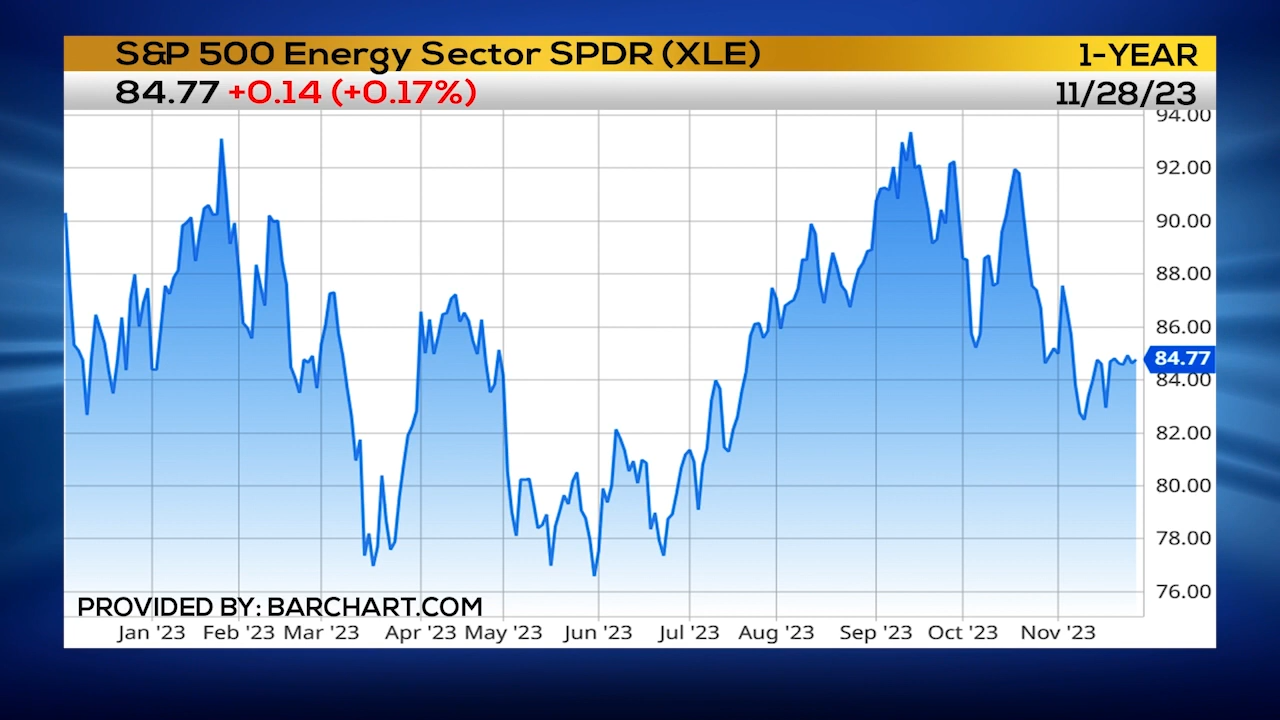 S&P 500 Energy Sector SPDR (XLE) 1-YEAR
84.77 +0.14 (+0.17%) 11/28/23
94.00
92.00
90.00
88.00
86.00
84.77
84.00
82.00
80.00
78.00
76.00
PROVIDED BY: BARCHART.COM
Jan '23 Feb '23 Mar '23 Apr '23 May '23 Jun '23 Jul '23 Aug '23 Sep '23 Oct '23 Nov '23